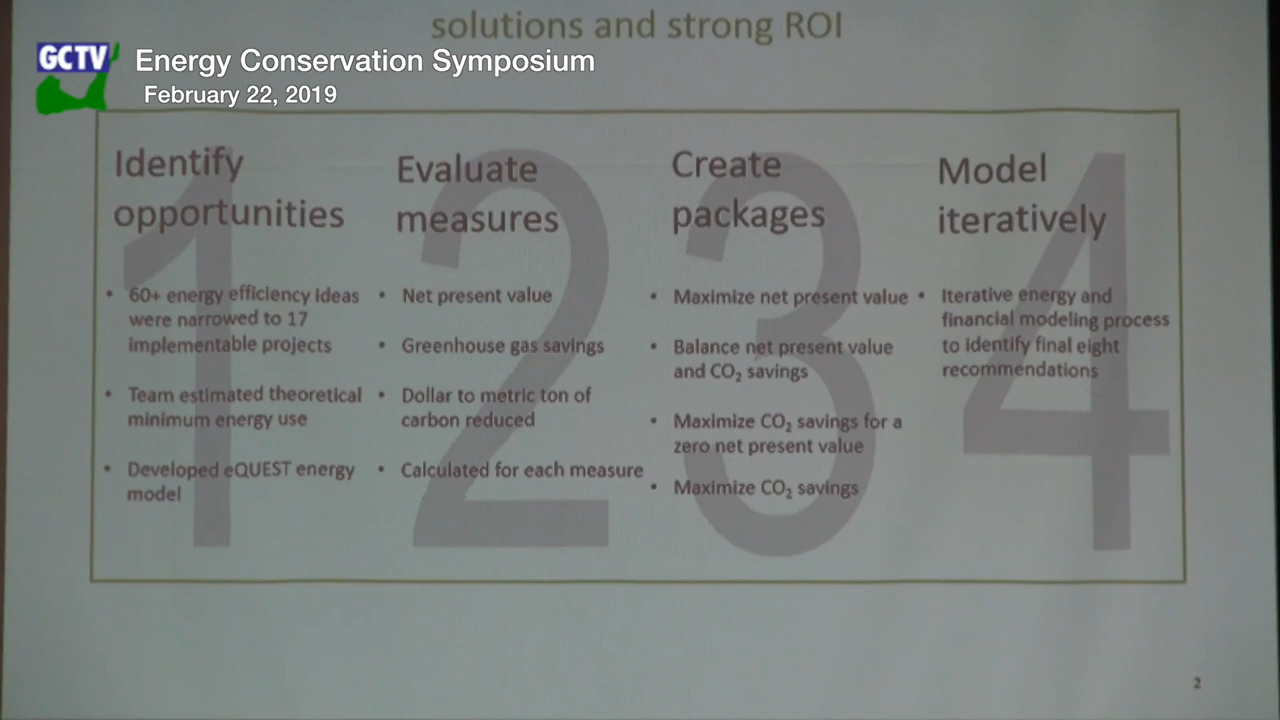 solutions and strong ROI
GCTV
Energy Conservation Symposium
February 22, 2019
1
Identify
opportunities
• 60+ energy efficiency ideas
were narrowed to 17
implementable projects
• Team estimated theoretical
minimum energy use
• Developed eQUEST energy
model
2
Evaluate
measures
• Net present value
• Greenhouse gas savings
• Dollar to metric ton of
carbon reduced
• Calculated for each measure
3
Create
packages
• Maximize net present value
• Balance net present value
and CO₂ savings
• Maximize CO₂ savings for a
zero net present value
• Maximize CO₂ savings
4
Model
iteratively
• Iterative energy and
financial modeling process
to identify final eight
recommendations
2